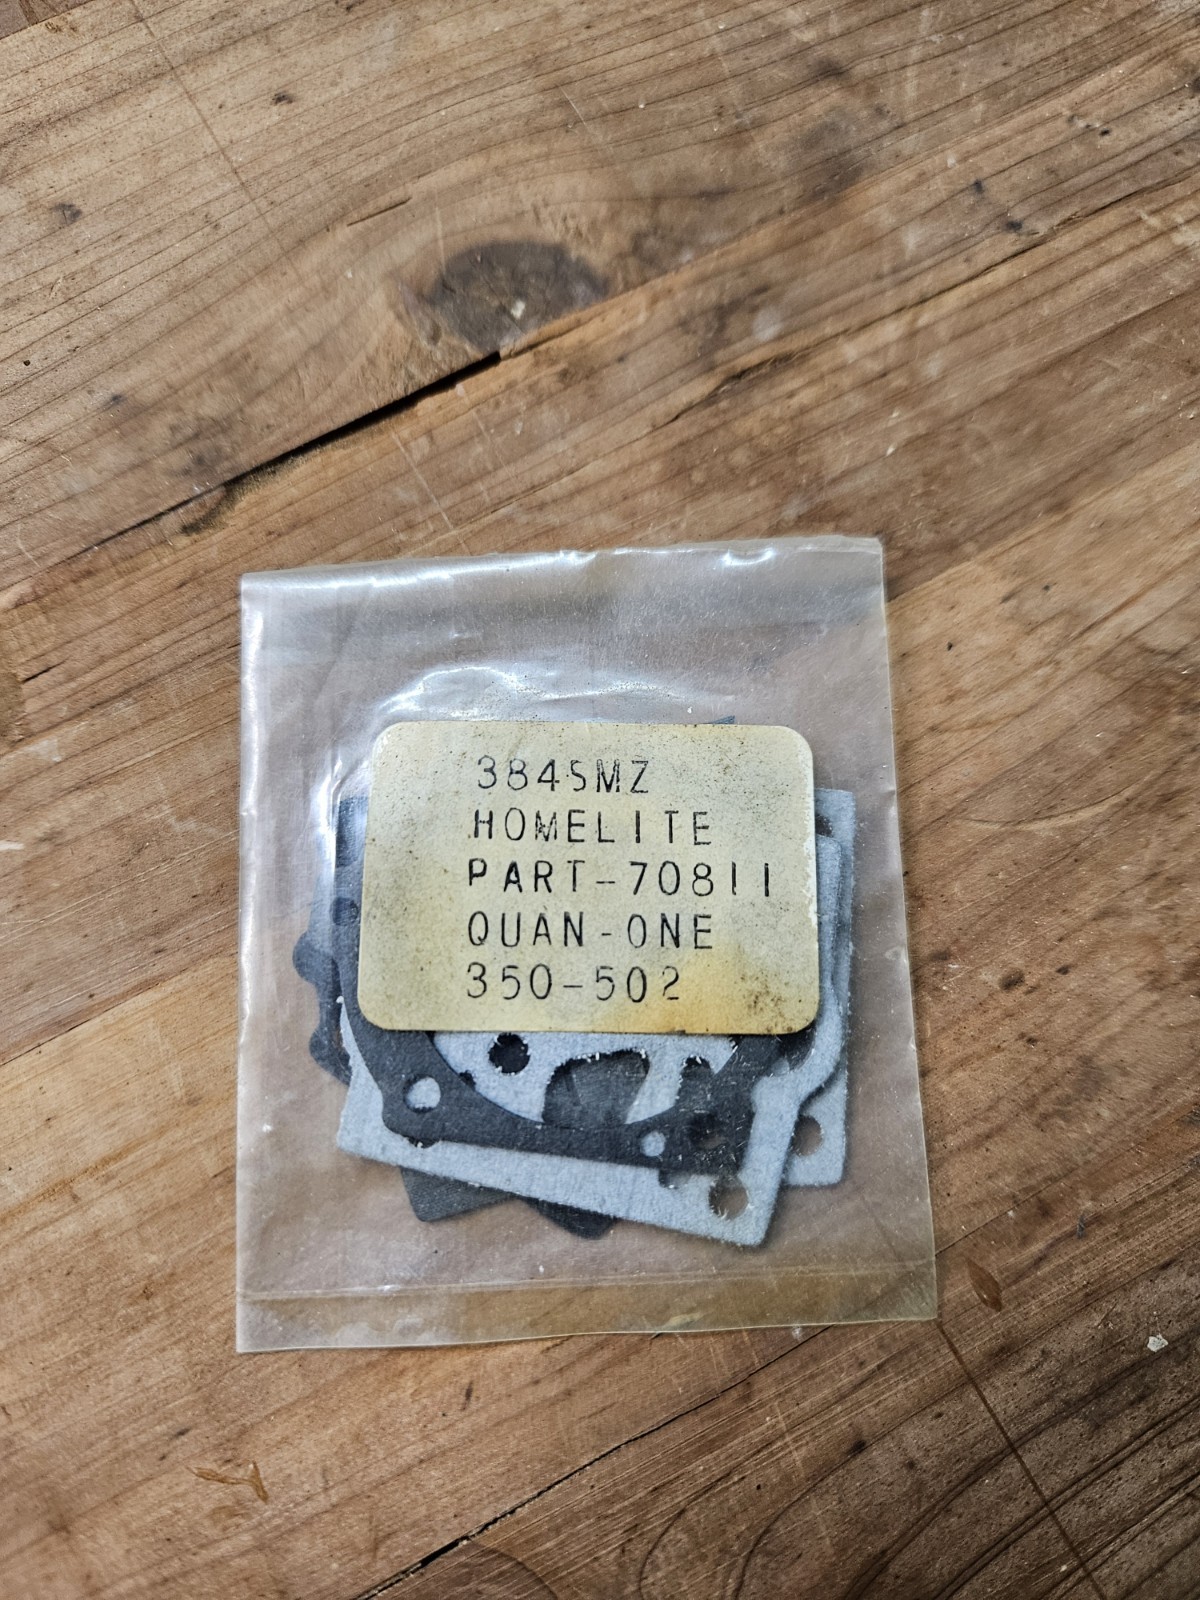 3845MZ
HOMELITE
PART-70811
QUAN-ONE
350-502